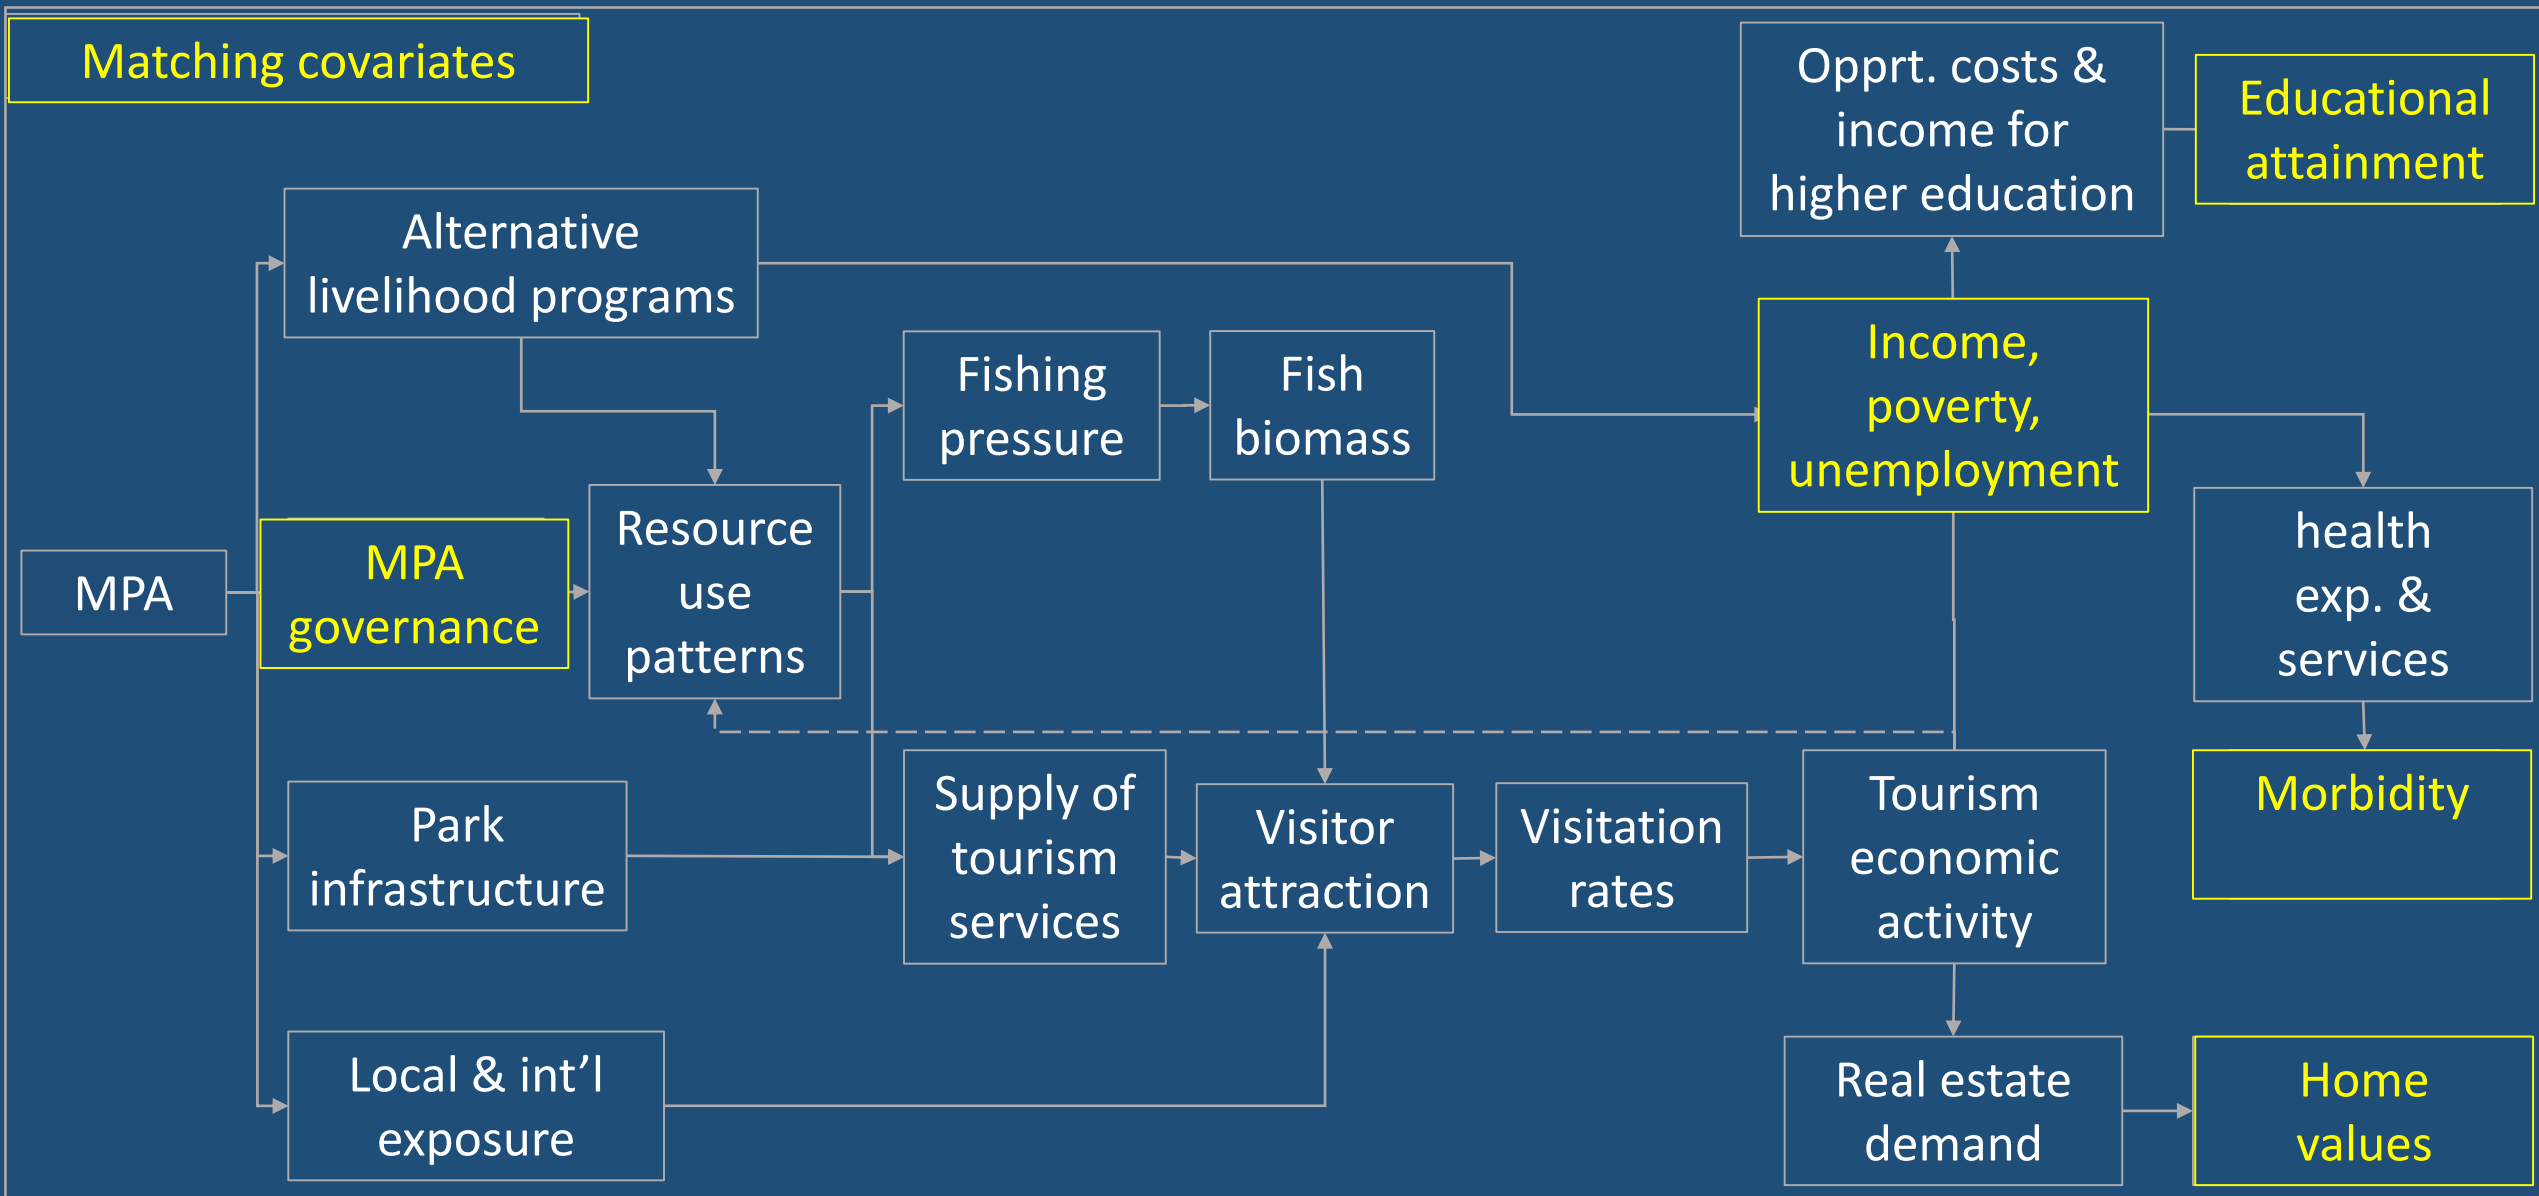 Matching covariates
Opprt. costs &
income for
higher education
Educational
attainment
Alternative
livelihood programs
Fishing
pressure
Fish
biomass
Income,
poverty,
unemployment
MPA
MPA
governance
Resource
use
patterns
health
exp. &
services
Park
infrastructure
Supply of
tourism
services
Visitor
attraction
Visitation
rates
Tourism
economic
activity
Morbidity
Local & int’l
exposure
Real estate
demand
Home
values